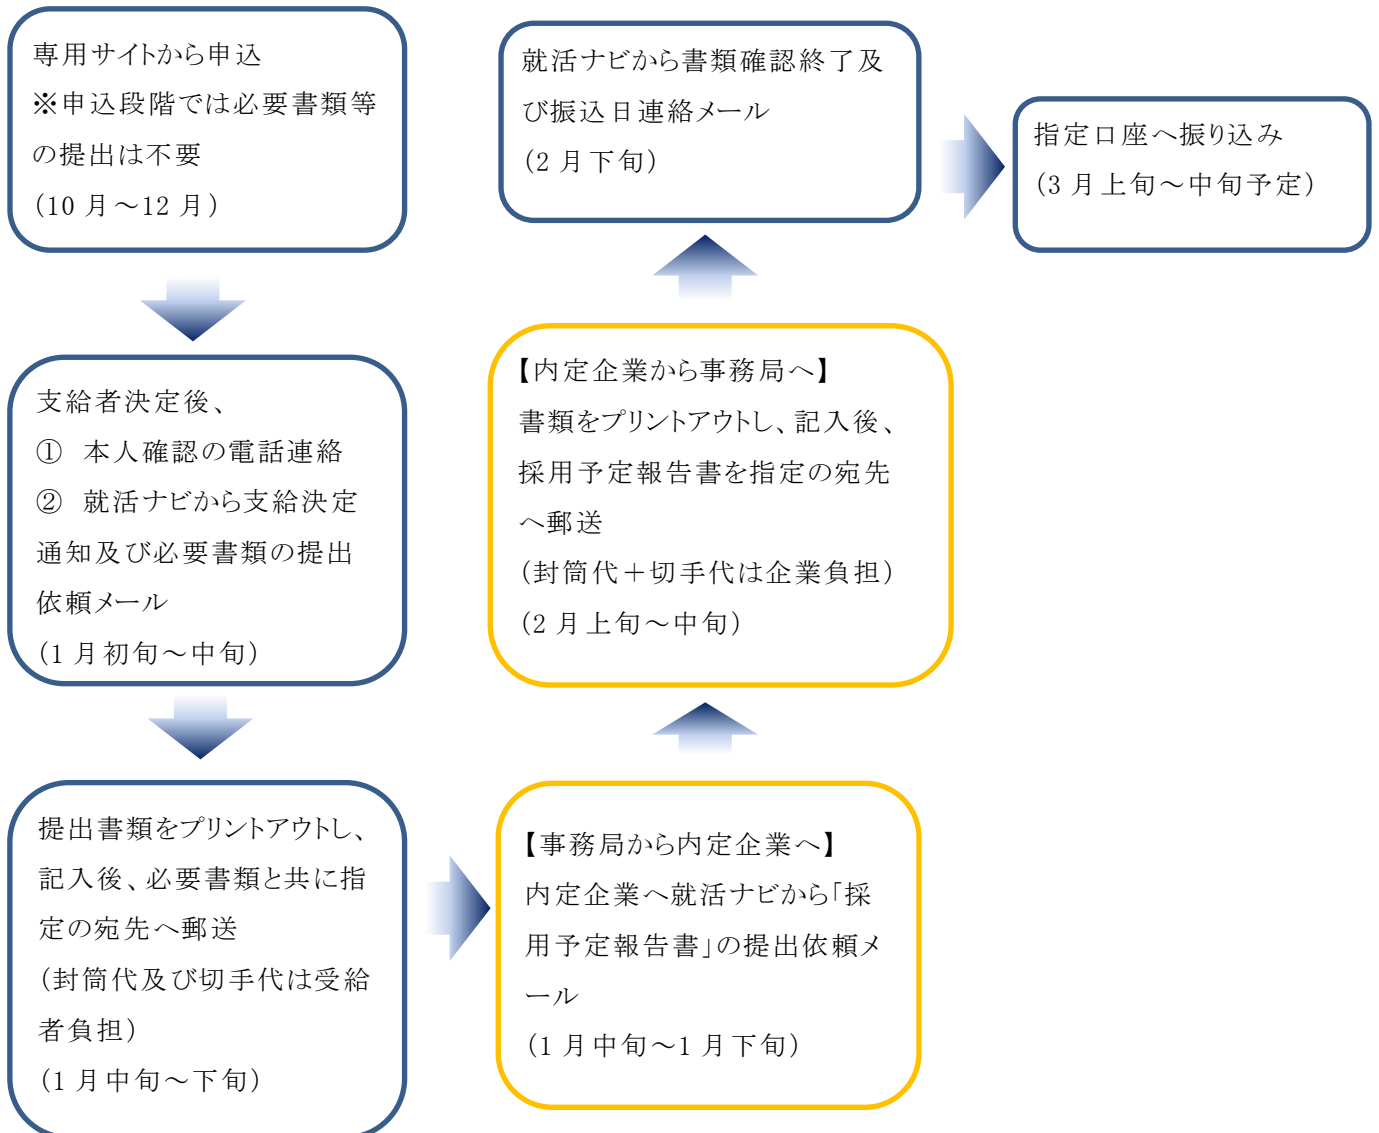 専用サイトから申込
※申込段階では必要書類等
の提出は不要
(10月～12月)
支給者決定後、
① 本人確認の電話連絡
② 就活ナビから支給決定
通知及び必要書類の提出
依頼メール
(1月初旬～中旬)
提出書類をプリントアウトし、
記入後、必要書類と共に指
定の宛先へ郵送
(封筒代及び切手代は受給
者負担)
(1月中旬～下旬)
【事務局から内定企業へ】
内定企業へ就活ナビから「採
用予定報告書」の提出依頼メ
ール
(1月中旬～1月下旬)
【内定企業から事務局へ】
書類をプリントアウトし、記入後、
採用予定報告書を指定の宛先
へ郵送
(封筒代＋切手代は企業負担)
(2月上旬～中旬)
就活ナビから書類確認終了及
び振込日連絡メール
(2月下旬)
指定口座へ振り込み
(3月上旬～中旬予定)